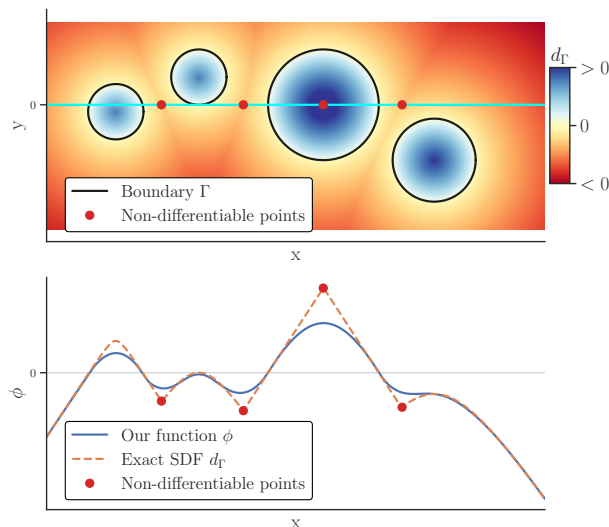 d_Γ
> 0
0
< 0
y
0
Boundary Γ
Non-differentiable points
x
0
ϕ
Our function ϕ
Exact SDF d_Γ
Non-differentiable points
x